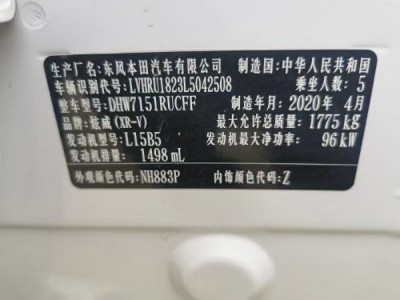 生产厂名：东风本田汽车有限公司 制造国：中华人民共和国
车辆识别代号：LVHRU1823L5042508 乘坐人数：5
整车型号：DHW7151RUCFF 制造年月：2020年 4月
品牌：炫威(XR-V) 最大允许总质量：1775 kg
发动机型号：L15B5 发动机最大净功率：96 kW
发动机排量：1498 mL
外观颜色代码：NH883P 内饰颜色代码：Z